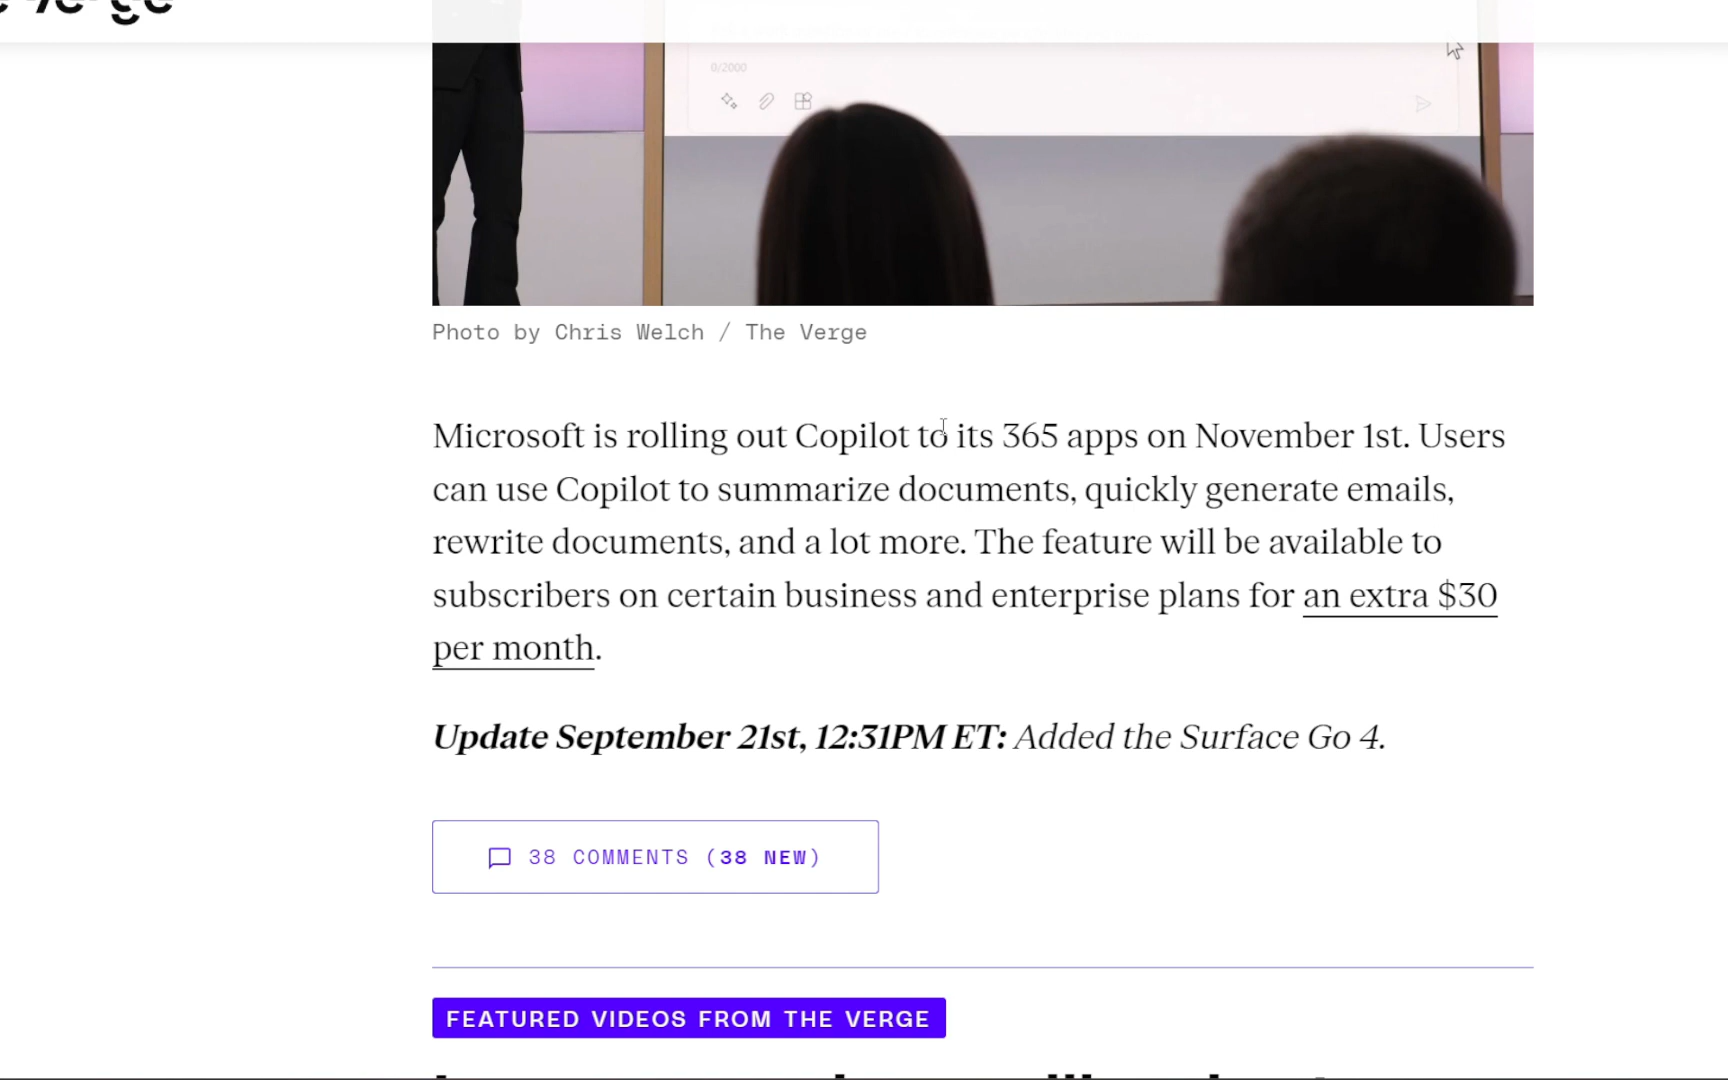 Verge
0/2000
Photo by Chris Welch / The Verge
Microsoft is rolling out Copilot to its 365 apps on November 1st. Users
can use Copilot to summarize documents, quickly generate emails,
rewrite documents, and a lot more. The feature will be available to
subscribers on certain business and enterprise plans for an extra $30
per month.
Update September 21st, 12:31PM ET: Added the Surface Go 4.
38 COMMENTS (38 NEW)
FEATURED VIDEOS FROM THE VERGE